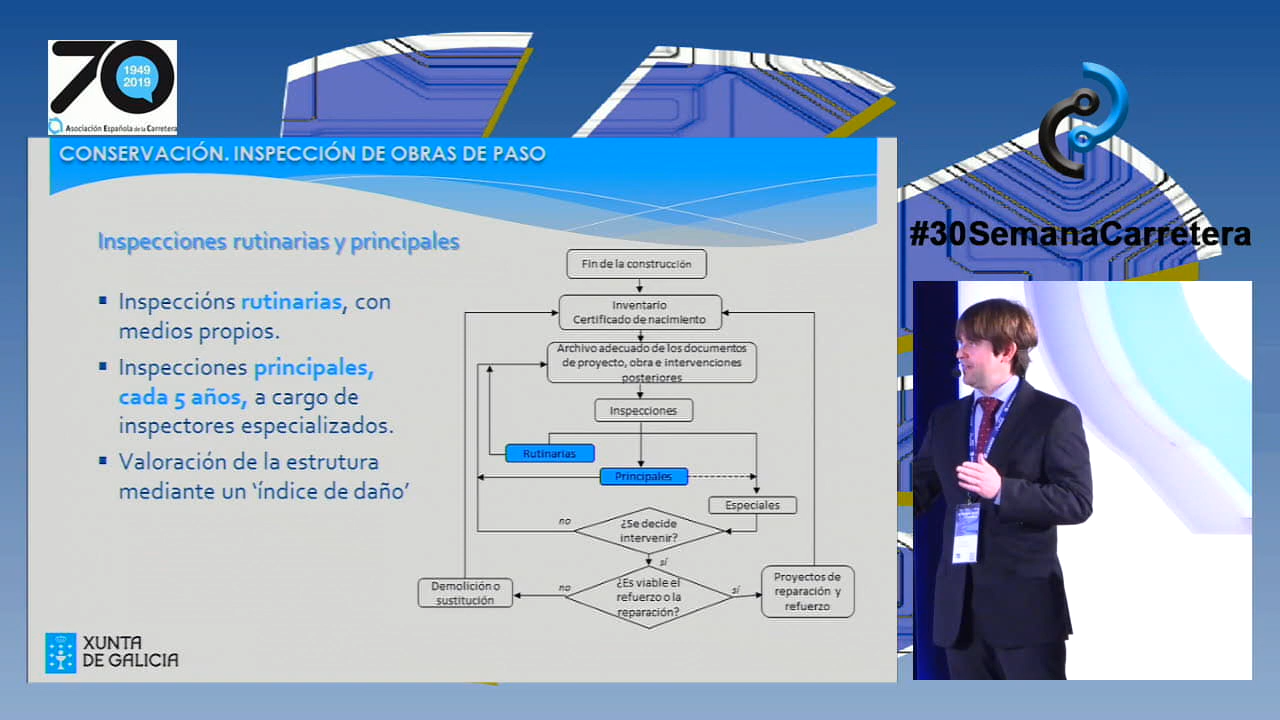 70
1949
2019
Asociación Española de la Carretera
CONSERVACIÓN. INSPECCIÓN DE OBRAS DE PASO
#30SemanaCarretera
Inspecciones rutinarias y principales
Inspeccións rutinarias, con
medios propios.
Inspecciones principales,
cada 5 años, a cargo de
inspectores especializados.
Valoración de la estrutura
mediante un ‘índice de daño’
Fin de la construcción
Inventario
Certificado de nacimiento
Archivo adecuado de los documentos
de proyecto, obra e intervenciones
posteriores
Inspecciones
Rutinarias
Principales
Especiales
no
¿Se decide
intervenir?
sí
Demolición o
sustitución
no
¿Es viable el
refuerzo o la
reparación?
sí
Proyectos de
reparación y
refuerzo
XUNTA
DE GALICIA